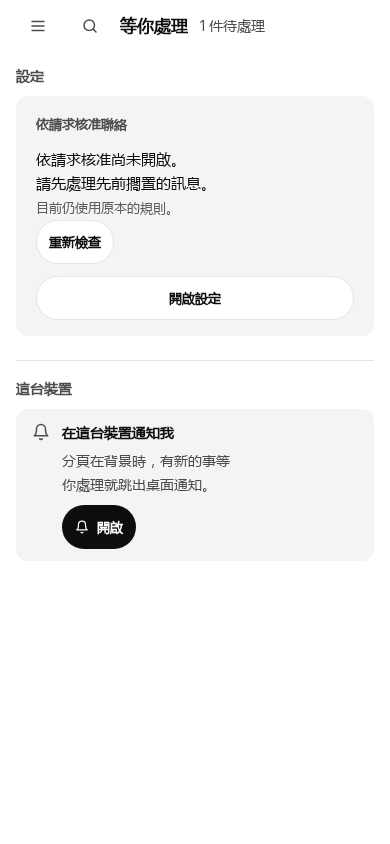 等你處理 1 件待處理
設定
依請求核准聯絡
依請求核准尚未開啟。
請先處理先前擱置的訊息。
目前仍使用原本的規則。
重新檢查
開啟設定
這台裝置
在這台裝置通知我
分頁在背景時，有新的事等
你處理就跳出桌面通知。
開啟